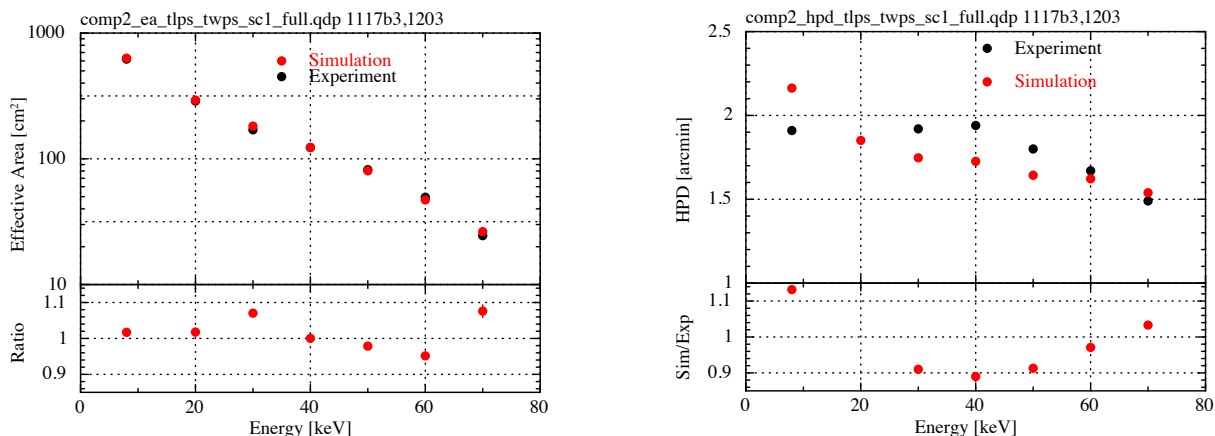 comp2_ea_tlps_twps_sc1_full.qdp 1117b3,1203
1000
100
10
Effective Area [cm²]
Simulation
Experiment
1.1
1
0.9
Ratio
0 20 40 60 80
Energy [keV]
comp2_hpd_tlps_twps_sc1_full.qdp 1117b3,1203
2.5
2
1.5
1
HPD [arcmin]
Experiment
Simulation
1.1
1
0.9
Sim/Exp
0 20 40 60 80
Energy [keV]